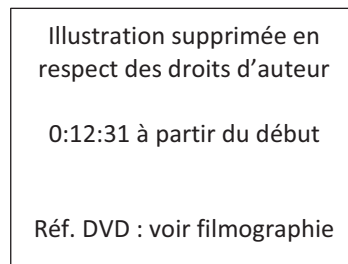 Illustration supprimée en
respect des droits d’auteur
0:12:31 à partir du début
Réf. DVD : voir filmographie